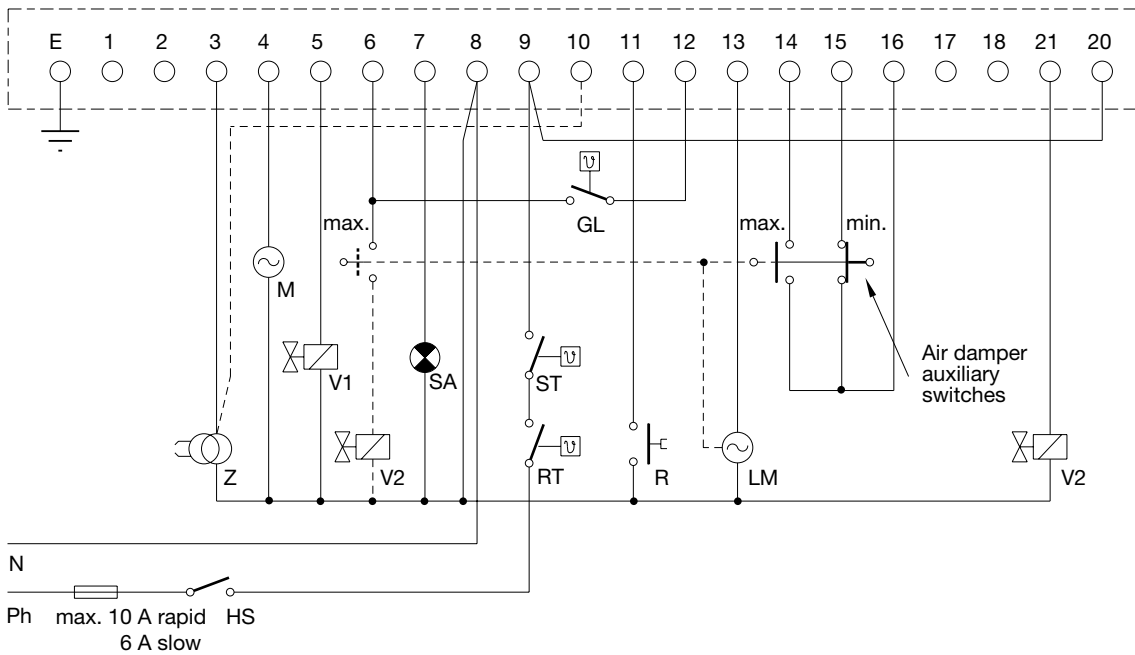 E 1 2 3 4 5 6 7 8 9 10 11 12 13 14 15 16 17 18 21 20
ϑ
GL
max.
max. min.
M
V1
SA
ST ϑ
Air damper
auxiliary
switches
Z
V2
RT ϑ
R
LM
V2
N
Ph max. 10 A rapid HS
6 A slow